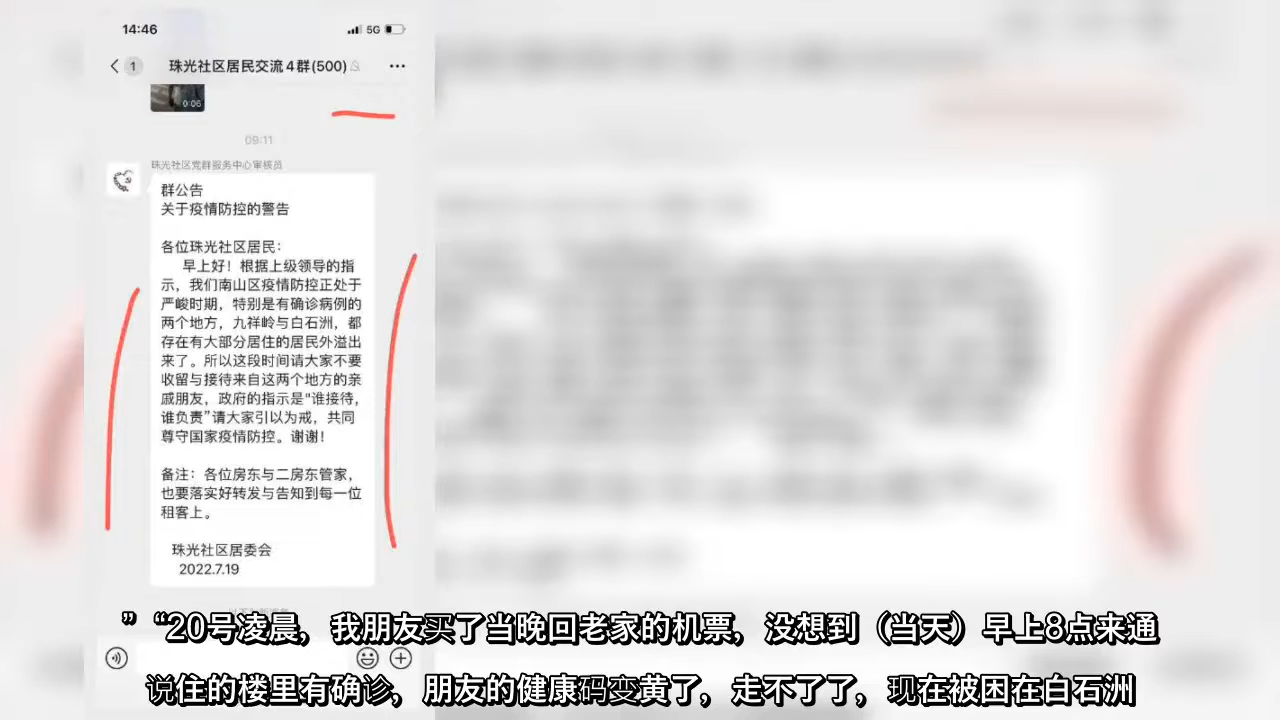 14:46
5G
1
珠光社区居民交流4群(500)
0:06
09:11
珠光社区党群服务中心审核员
群公告
关于疫情防控的警告
各位珠光社区居民：
早上好！根据上级领导的指
示，我们南山区疫情防控正处于
严峻时期，特别是有确诊病例的
两个地方，九祥岭与白石洲，都
存在有大部分居住的居民外溢出
来了。所以这段时间请大家不要
收留与接待来自这两个地方的亲
戚朋友，政府的指示是“谁接待，
谁负责”请大家引以为戒，共同
尊守国家疫情防控。谢谢！
备注：各位房东与二房东管家，
也要落实好转发与告知到每一位
租客上。
珠光社区居委会
2022.7.19
”“20号凌晨，我朋友买了当晚回老家的机票，没想到（当天）早上8点来通
说住的楼里有确诊，朋友的健康码变黄了，走不了了，现在被困在白石洲